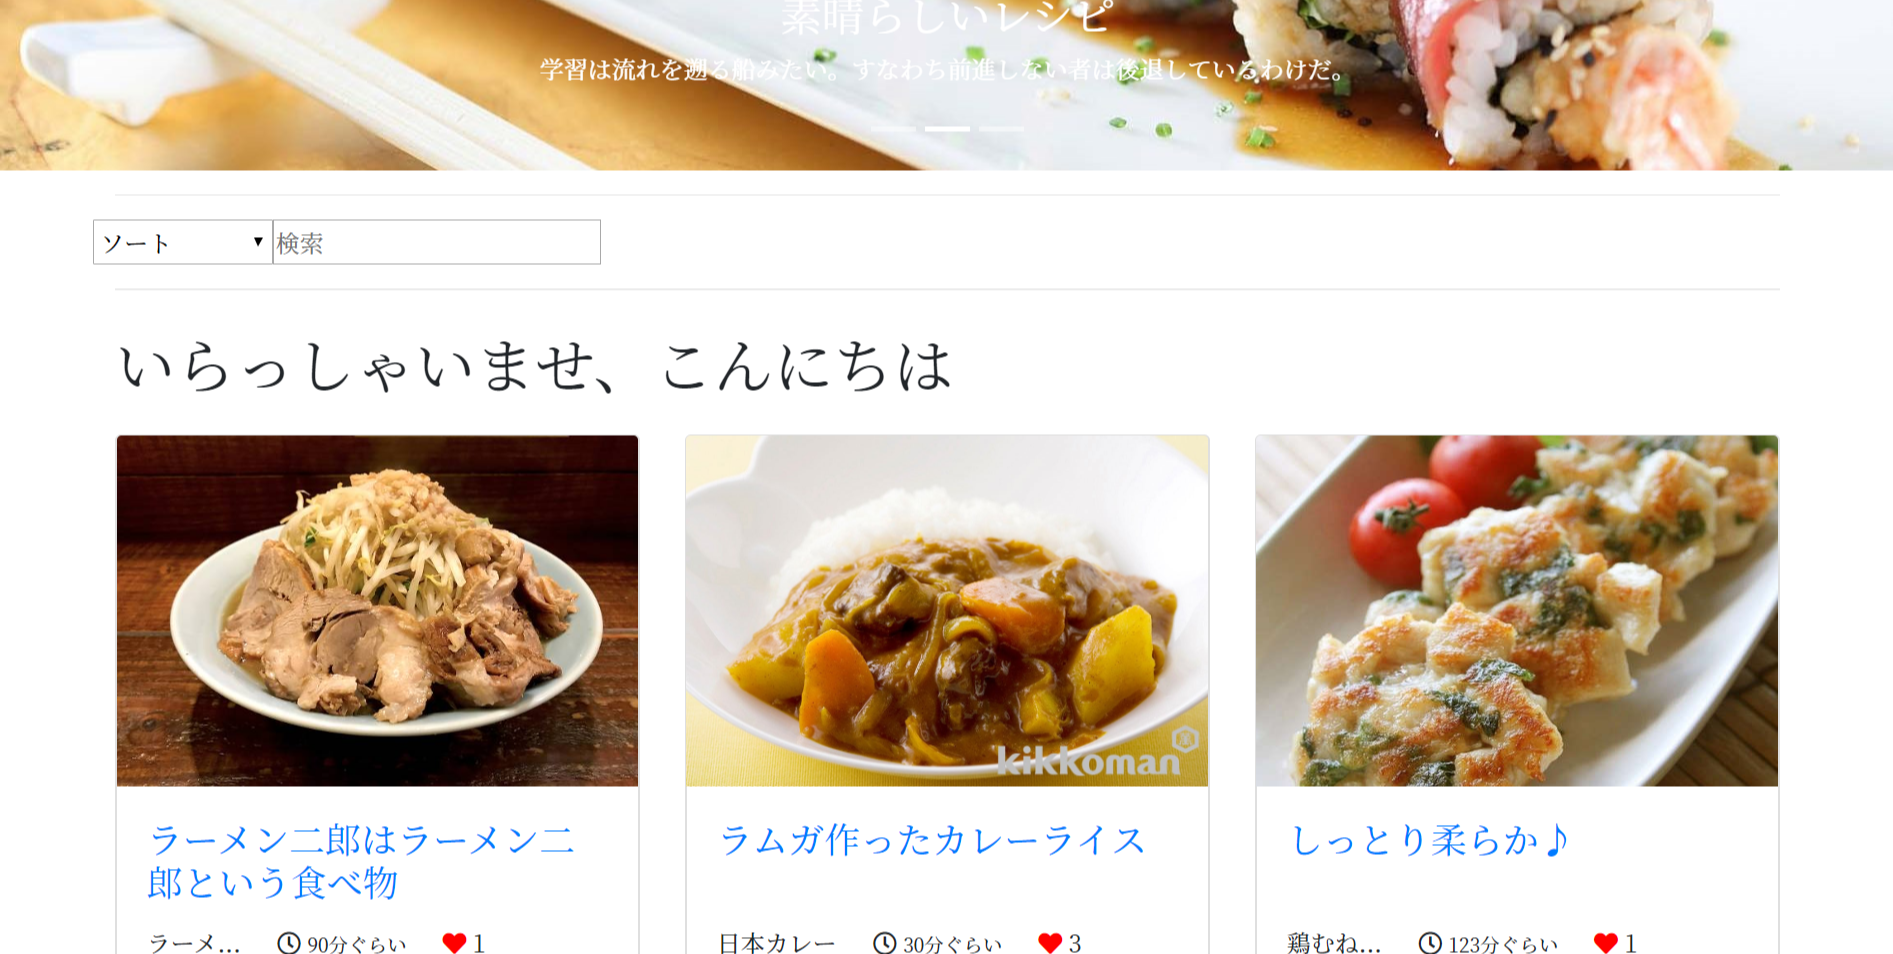 素晴らしいレシピ
学習は流れを遡る船みたい。すなわち前進しない者は後退しているわけだ。
ソート
検索
いらっしゃいませ、こんにちは
kikkoman
ラーメン二郎はラーメン二
郎という食べ物
ラーメ... 90分ぐらい 1
ラムガ作ったカレーライス
日本カレー 30分ぐらい 3
しっとり柔らか♪
鶏むね... 123分ぐらい 1